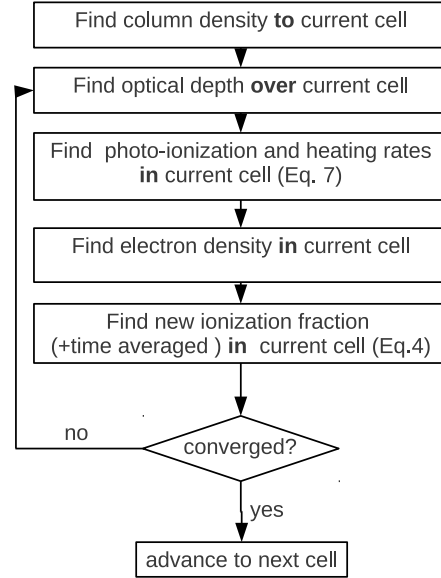 Find column density to current cell
Find optical depth over current cell
Find photo-ionization and heating rates
in current cell (Eq. 7)
Find electron density in current cell
Find new ionization fraction
(+time averaged ) in current cell (Eq.4)
no
converged?
yes
advance to next cell